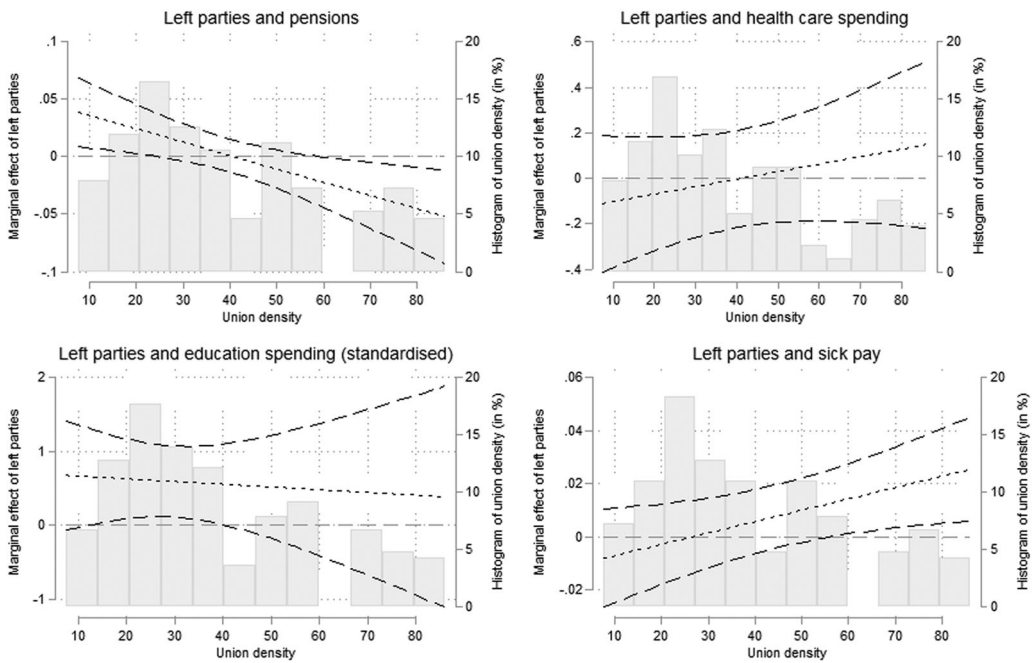 Left parties and pensions
Marginal effect of left parties
.1
.05
0
-.05
-.1
20
15
10
5
0
Histogram of union density (in %)
10 20 30 40 50 60 70 80
Union density
Left parties and health care spending
Marginal effect of left parties
.6
.4
.2
0
-.2
-.4
20
15
10
5
0
Histogram of union density (in %)
10 20 30 40 50 60 70 80
Union density
Left parties and education spending (standardised)
Marginal effect of left parties
2
1
0
-1
20
15
10
5
0
Histogram of union density (in %)
10 20 30 40 50 60 70 80
Union density
Left parties and sick pay
Marginal effect of left parties
.06
.04
.02
0
-.02
20
15
10
5
0
Histogram of union density (in %)
10 20 30 40 50 60 70 80
Union density